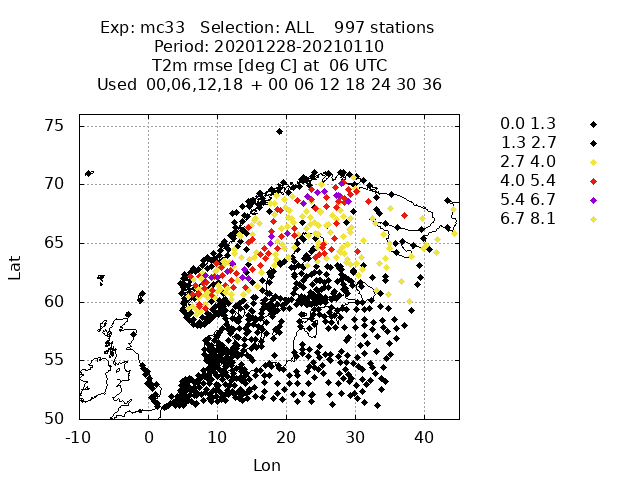 Exp: mc33 Selection: ALL 997 stations
Period: 20201228-20210110
T2m rmse [deg C] at 06 UTC
Used 00,06,12,18 + 00 06 12 18 24 30 36
0.0 1.3
1.3 2.7
2.7 4.0
4.0 5.4
5.4 6.7
6.7 8.1
75
70
65
60
55
50
Lat
-10 0 10 20 30 40
Lon